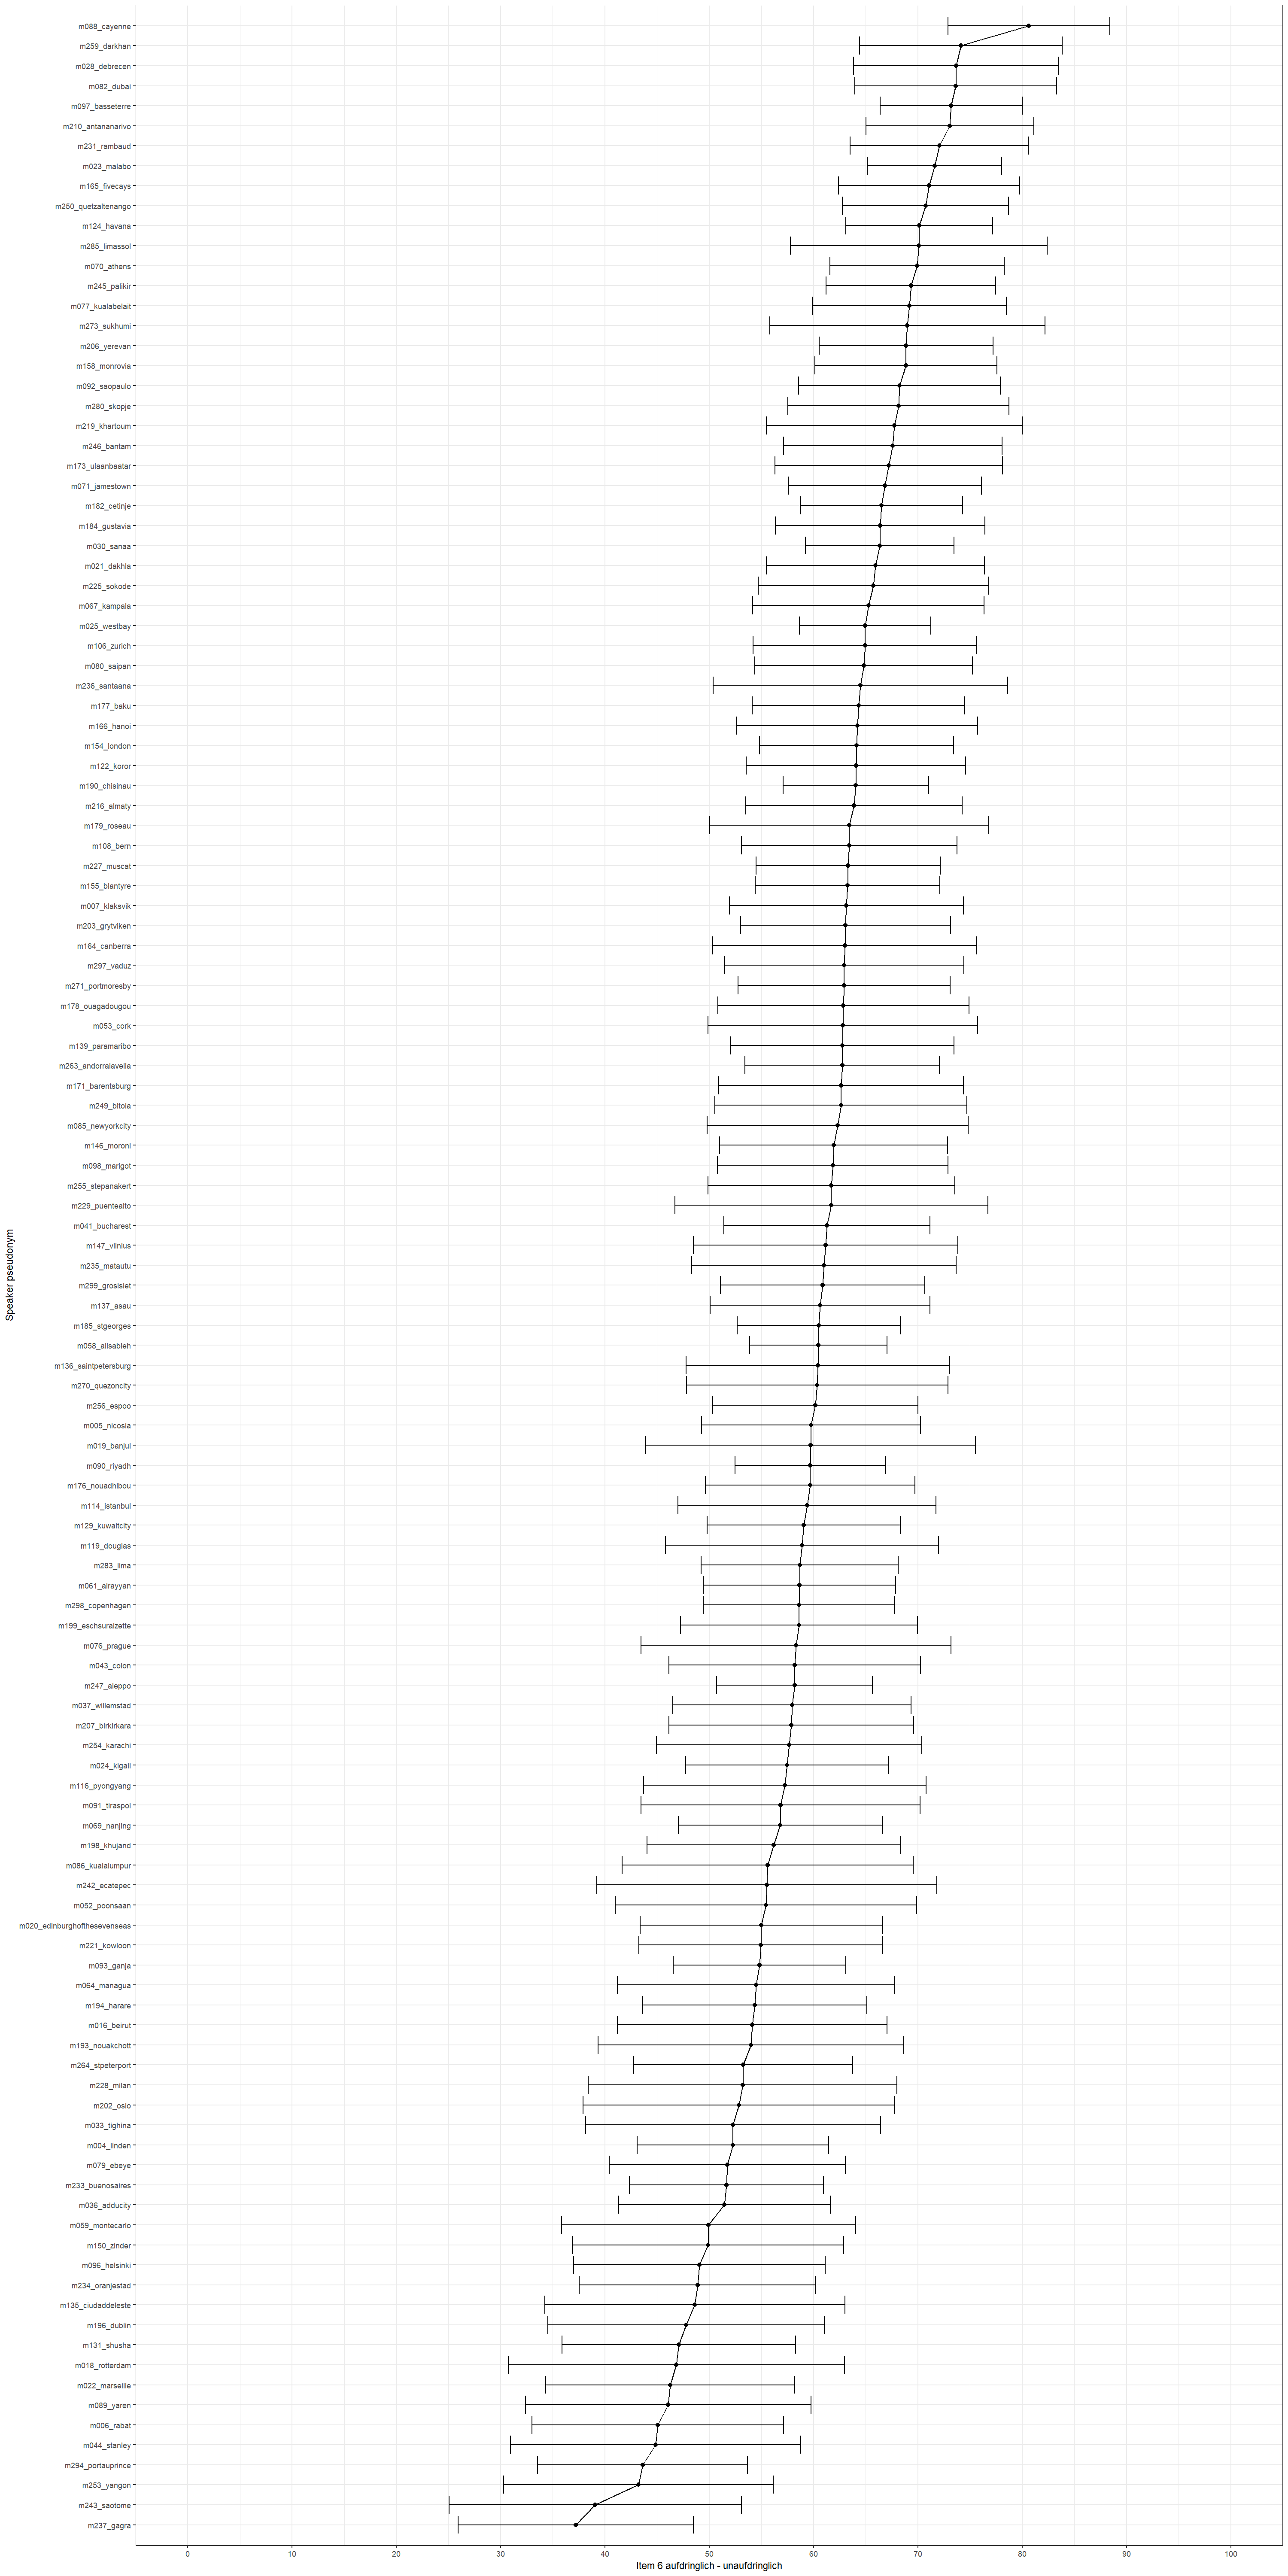 m088_cayenne
m259_darkhan
m028_debrecen
m082_dubai
m097_basseterre
m210_antananarivo
m231_rambaud
m023_malabo
m165_fivecays
m250_quetzaltenango
m124_havana
m285_limassol
m070_athens
m245_palikir
m077_kualabelait
m273_sukhumi
m206_yerevan
m158_monrovia
m092_saopaulo
m280_skopje
m219_khartoum
m246_bantam
m173_ulaanbaatar
m071_jamestown
m182_cetinje
m184_gustavia
m030_sanaa
m021_dakhla
m225_sokode
m067_kampala
m025_westbay
m106_zurich
m080_saipan
m236_santaana
m177_baku
m166_hanoi
m154_london
m122_koror
m190_chisinau
m216_almaty
m179_roseau
m108_bern
m227_muscat
m155_blantyre
m007_klaksvik
m203_grytviken
m164_canberra
m297_vaduz
m271_portmoresby
m178_ouagadougou
m053_cork
m139_paramaribo
m263_andorralavella
m171_barentsburg
m249_bitola
m085_newyorkcity
m146_moroni
m098_marigot
m255_stepanakert
m229_puentealto
m041_bucharest
m147_vilnius
m235_matautu
m299_grosislet
m137_asau
m185_stgeorges
m058_alisabieh
m136_saintpetersburg
m270_quezoncity
m256_espoo
m005_nicosia
m019_banjul
m090_riyadh
m176_nouadhibou
m114_istanbul
m129_kuwaitcity
m119_douglas
m283_lima
m061_alrayyan
m298_copenhagen
m199_eschsuralzette
m076_prague
m043_colon
m247_aleppo
m037_willemstad
m207_birkirkara
m254_karachi
m024_kigali
m116_pyongyang
m091_tiraspol
m069_nanjing
m198_khujand
m086_kualalumpur
m242_ecatepec
m052_poonsaan
m020_edinburghofthesevenseas
m221_kowloon
m093_ganja
m064_managua
m194_harare
m016_beirut
m193_nouakchott
m264_stpeterport
m228_milan
m202_oslo
m033_tighina
m004_linden
m079_ebeye
m233_buenosaires
m036_adducity
m059_montecarlo
m150_zinder
m096_helsinki
m234_oranjestad
m135_ciudaddeleste
m196_dublin
m131_shusha
m018_rotterdam
m022_marseille
m089_yaren
m006_rabat
m044_stanley
m294_portauprince
m253_yangon
m243_saotome
m237_gagra
Speaker pseudonym
0 10 20 30 40 50 60 70 80 90 100
Item 6 aufdringlich - unaufdringlich